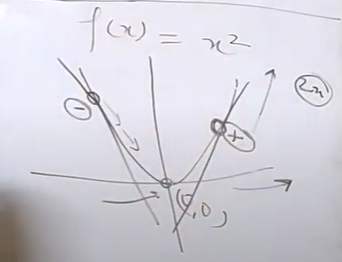 f(x) = x²
2x
−
+
(0,0)